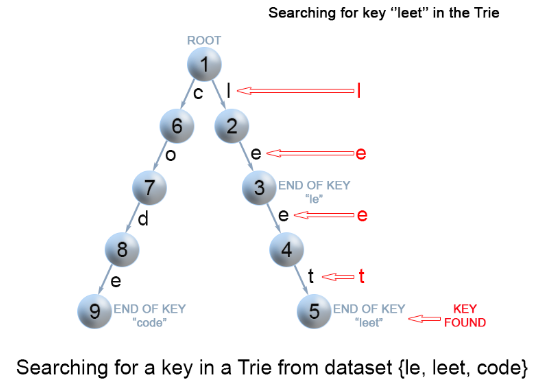 Searching for key "leet" in the Trie
ROOT
1
c
l
l
6
2
o
e
e
7
3
END OF KEY
"le"
d
e
e
8
4
e
t
t
9
END OF KEY
"code"
5
END OF KEY
"leet"
KEY
FOUND
Searching for a key in a Trie from dataset {le, leet, code}